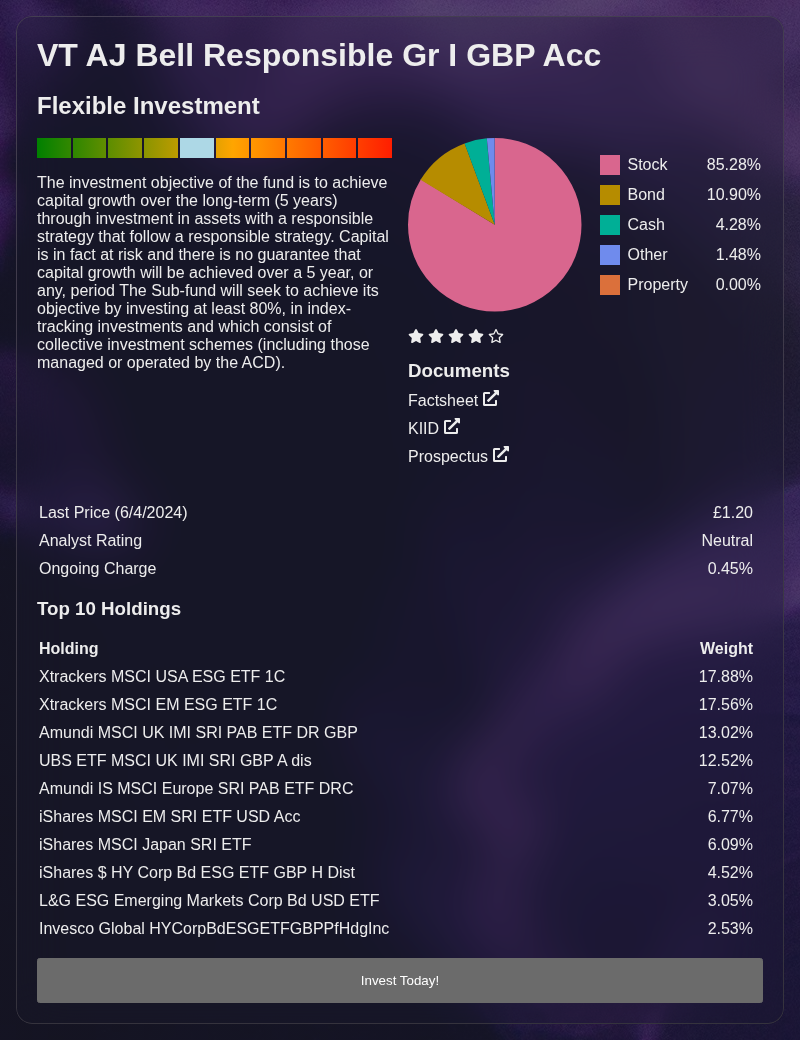 VT AJ Bell Responsible Gr I GBP Acc
Flexible Investment
The investment objective of the fund is to achieve
capital growth over the long-term (5 years)
through investment in assets with a responsible
strategy that follow a responsible strategy. Capital
is in fact at risk and there is no guarantee that
capital growth will be achieved over a 5 year, or
any, period The Sub-fund will seek to achieve its
objective by investing at least 80%, in index-
tracking investments and which consist of
collective investment schemes (including those
managed or operated by the ACD).
Stock 85.28%
Bond 10.90%
Cash 4.28%
Other 1.48%
Property 0.00%
Documents
Factsheet
KIID
Prospectus
Last Price (6/4/2024) £1.20
Analyst Rating Neutral
Ongoing Charge 0.45%
Top 10 Holdings
Holding Weight
Xtrackers MSCI USA ESG ETF 1C 17.88%
Xtrackers MSCI EM ESG ETF 1C 17.56%
Amundi MSCI UK IMI SRI PAB ETF DR GBP 13.02%
UBS ETF MSCI UK IMI SRI GBP A dis 12.52%
Amundi IS MSCI Europe SRI PAB ETF DRC 7.07%
iShares MSCI EM SRI ETF USD Acc 6.77%
iShares MSCI Japan SRI ETF 6.09%
iShares $ HY Corp Bd ESG ETF GBP H Dist 4.52%
L&G ESG Emerging Markets Corp Bd USD ETF 3.05%
Invesco Global HYCorpBdESGETFGBPPfHdgInc 2.53%
Invest Today!